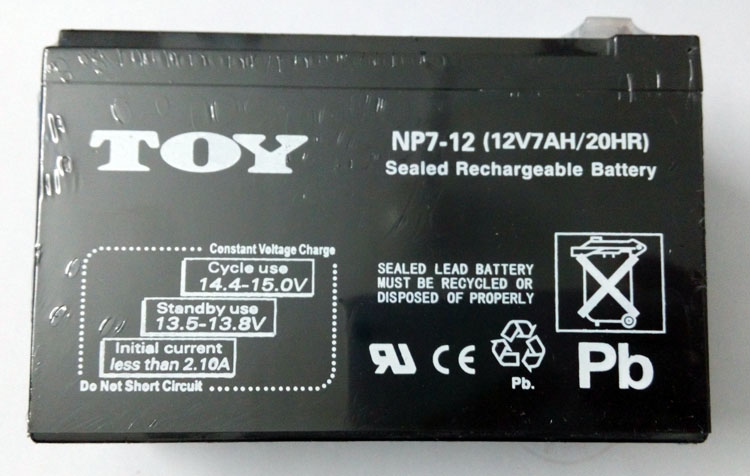 TOY
NP7-12 (12V7AH/20HR)
Sealed Rechargeable Battery
Constant Voltage Charge
Cycle use
14.4-15.0V
Standby use
13.5-13.8V
Initial current
less than 2.10A
Do Not Short Circuit
SEALED LEAD BATTERY
MUST BE RECYCLED OR
DISPOSED OF PROPERLY
CE
Pb.
Pb